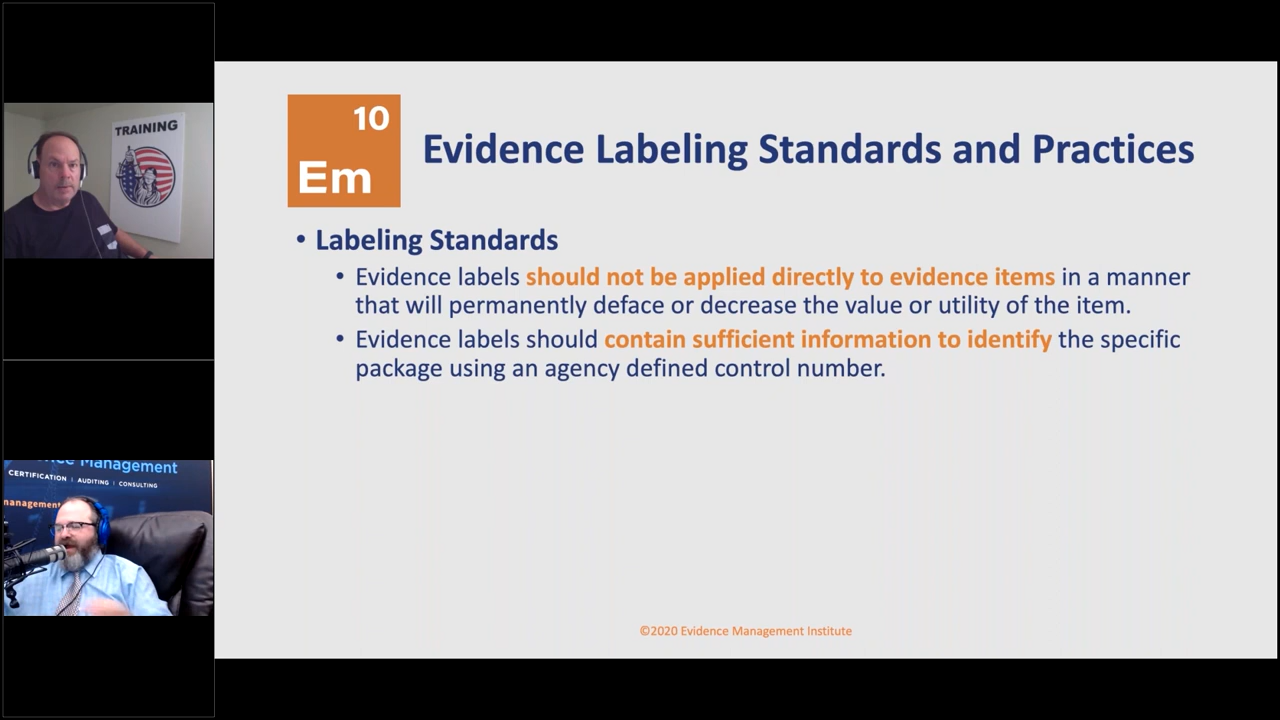 TRAINING
Management
CERTIFICATION | AUDITING | CONSULTING
10
Em
Evidence Labeling Standards and Practices
• Labeling Standards
• Evidence labels should not be applied directly to evidence items in a manner
that will permanently deface or decrease the value or utility of the item.
• Evidence labels should contain sufficient information to identify the specific
package using an agency defined control number.
©2020 Evidence Management Institute